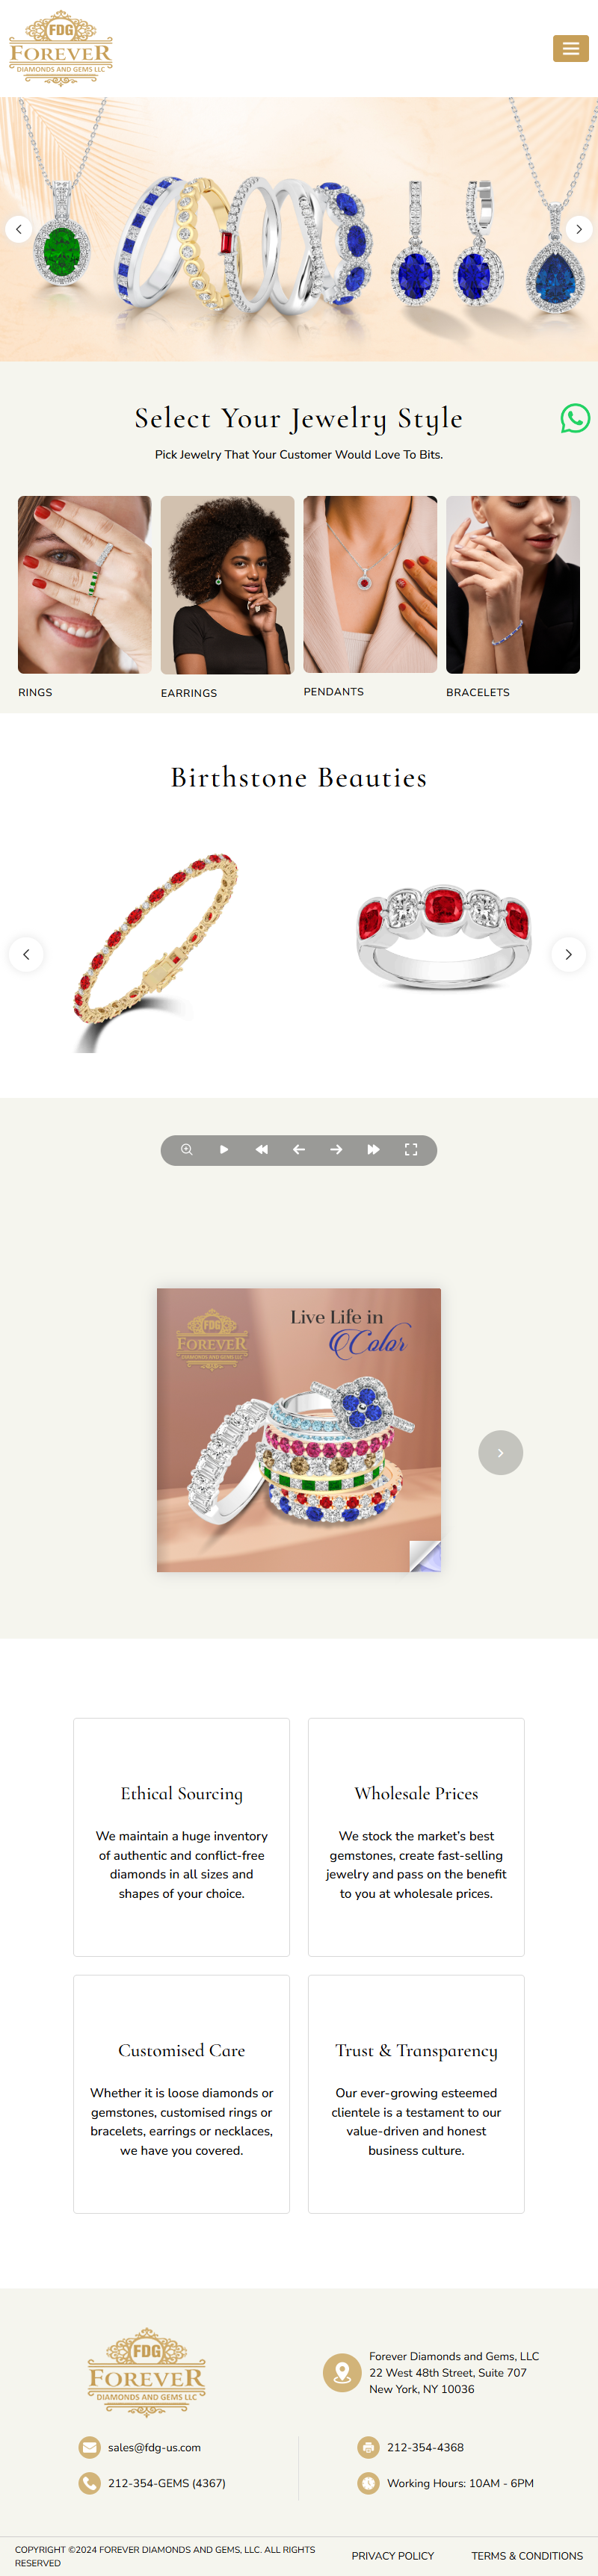 FDG
FOREVER
DIAMONDS AND GEMS LLC
Select Your Jewelry Style
Pick Jewelry That Your Customer Would Love To Bits.
RINGS
EARRINGS
PENDANTS
BRACELETS
Birthstone Beauties
FDG
FOREVER
DIAMONDS AND GEMS LLC
Live Life in
Color
Ethical Sourcing
We maintain a huge inventory
of authentic and conflict-free
diamonds in all sizes and
shapes of your choice.
Wholesale Prices
We stock the market's best
gemstones, create fast-selling
jewelry and pass on the benefit
to you at wholesale prices.
Customised Care
Whether it is loose diamonds or
gemstones, customised rings or
bracelets, earrings or necklaces,
we have you covered.
Trust & Transparency
Our ever-growing esteemed
clientele is a testament to our
value-driven and honest
business culture.
FDG
FOREVER
DIAMONDS AND GEMS LLC
Forever Diamonds and Gems, LLC
22 West 48th Street, Suite 707
New York, NY 10036
sales@fdg-us.com
212-354-4368
212-354-GEMS (4367)
Working Hours: 10AM - 6PM
COPYRIGHT ©2024 FOREVER DIAMONDS AND GEMS, LLC. ALL RIGHTS
RESERVED
PRIVACY POLICY
TERMS & CONDITIONS